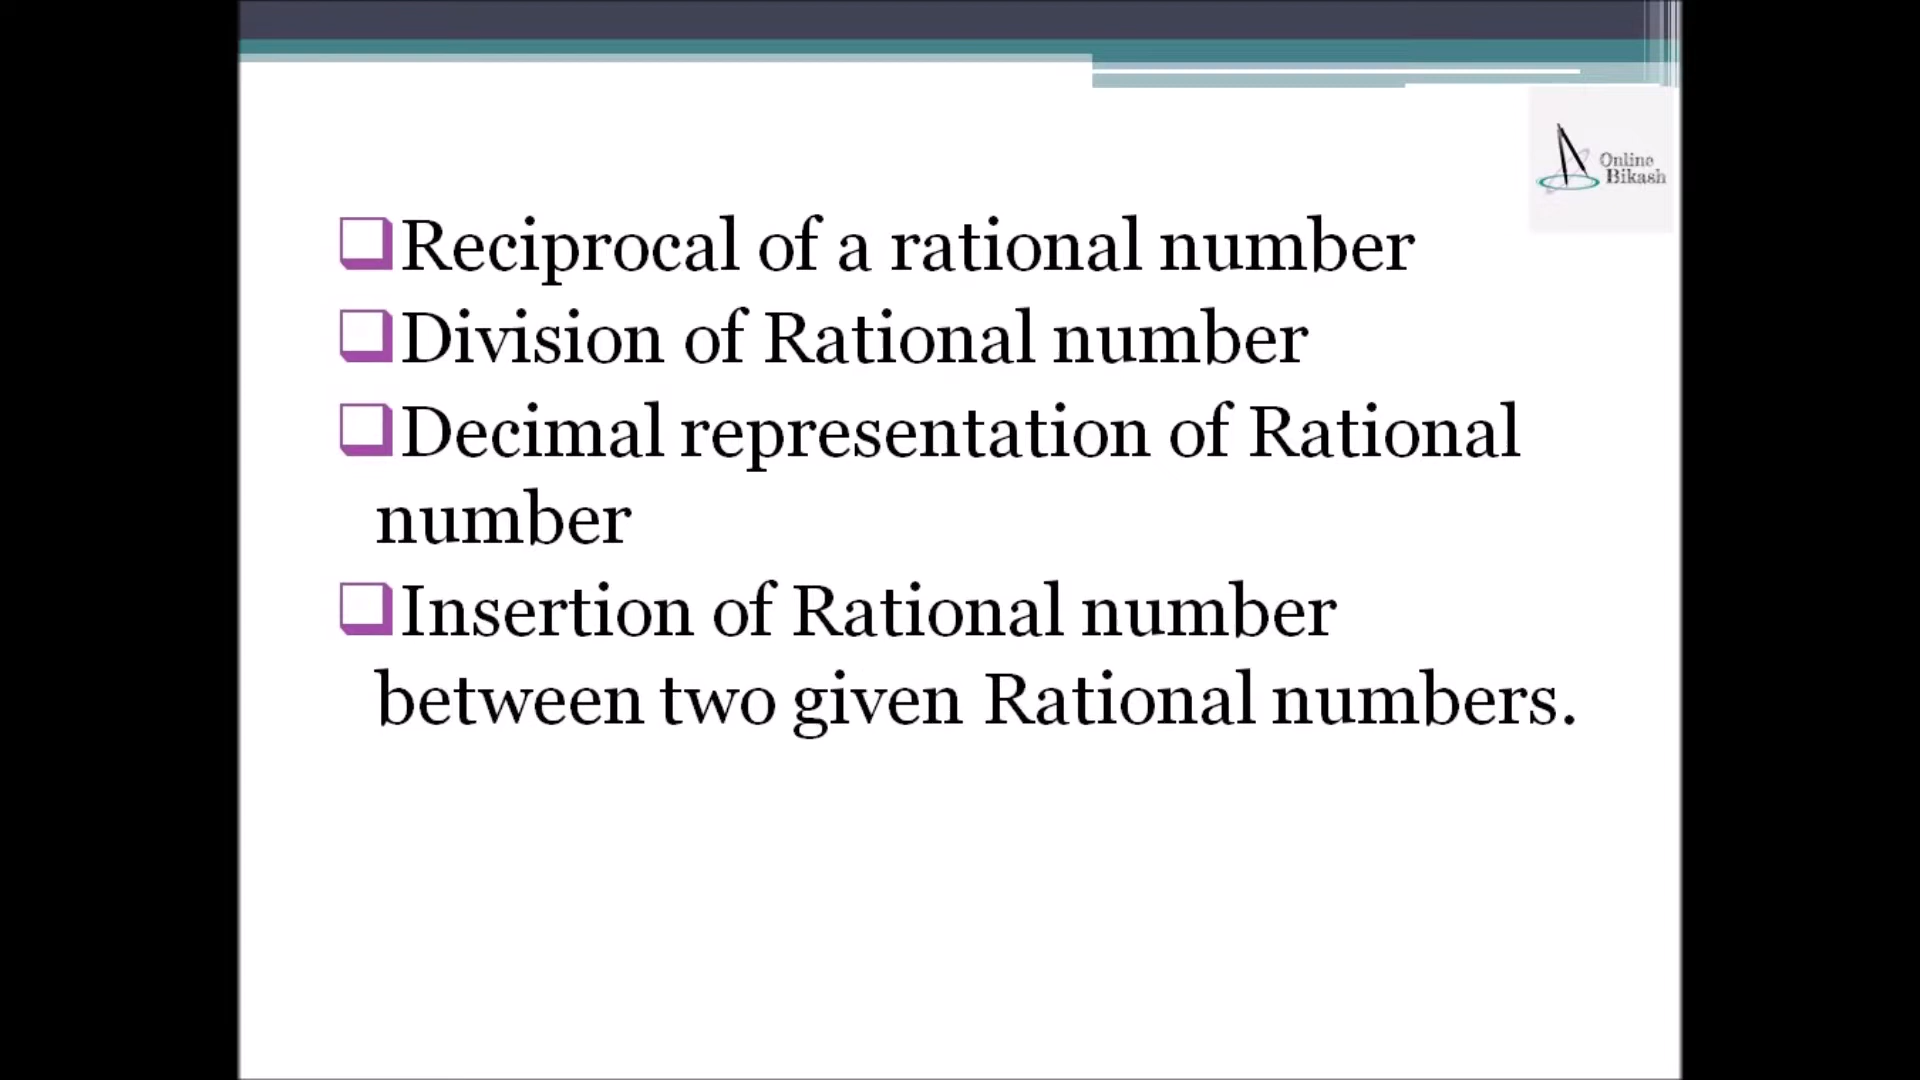 Online
Bikash
Reciprocal of a rational number
Division of Rational number
Decimal representation of Rational
number
Insertion of Rational number
between two given Rational numbers.